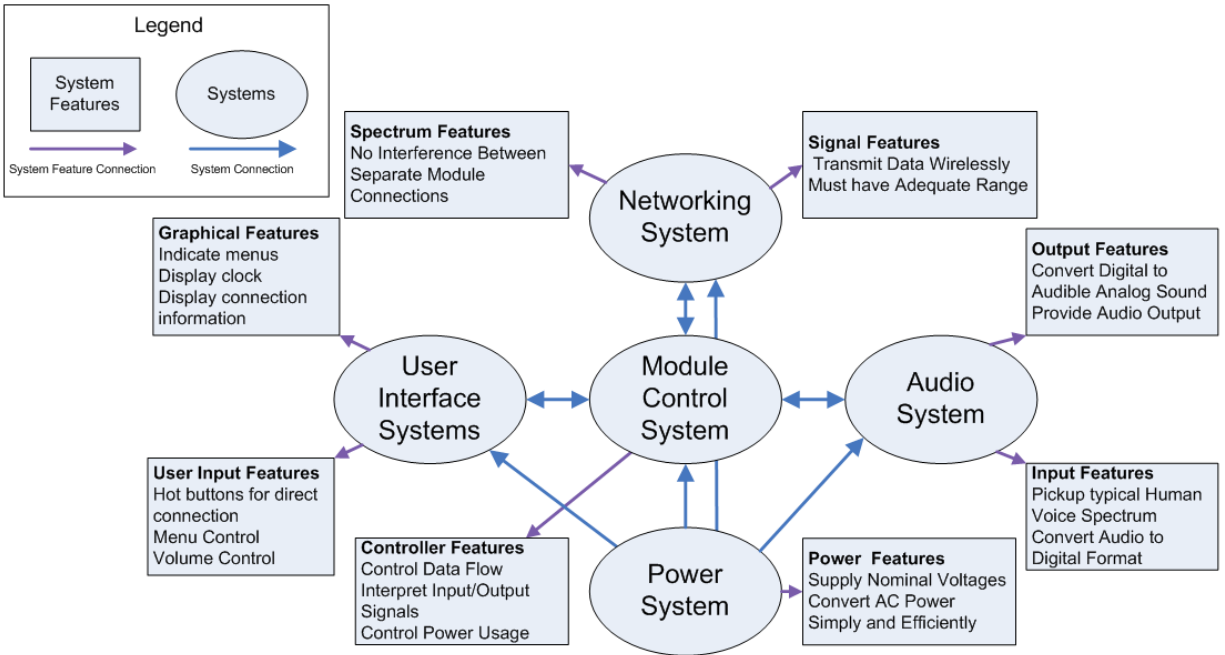 Legend
System
Features
Systems
System Feature Connection
System Connection
Spectrum Features
No Interference Between
Separate Module
Connections
Networking
System
Signal Features
Transmit Data Wirelessly
Must have Adequate Range
Graphical Features
Indicate menus
Display clock
Display connection
information
Output Features
Convert Digital to
Audible Analog Sound
Provide Audio Output
User
Interface
Systems
Module
Control
System
Audio
System
User Input Features
Hot buttons for direct
connection
Menu Control
Volume Control
Input Features
Pickup typical Human
Voice Spectrum
Convert Audio to
Digital Format
Controller Features
Control Data Flow
Interpret Input/Output
Signals
Control Power Usage
Power
System
Power  Features
Supply Nominal Voltages
Convert AC Power
Simply and Efficiently